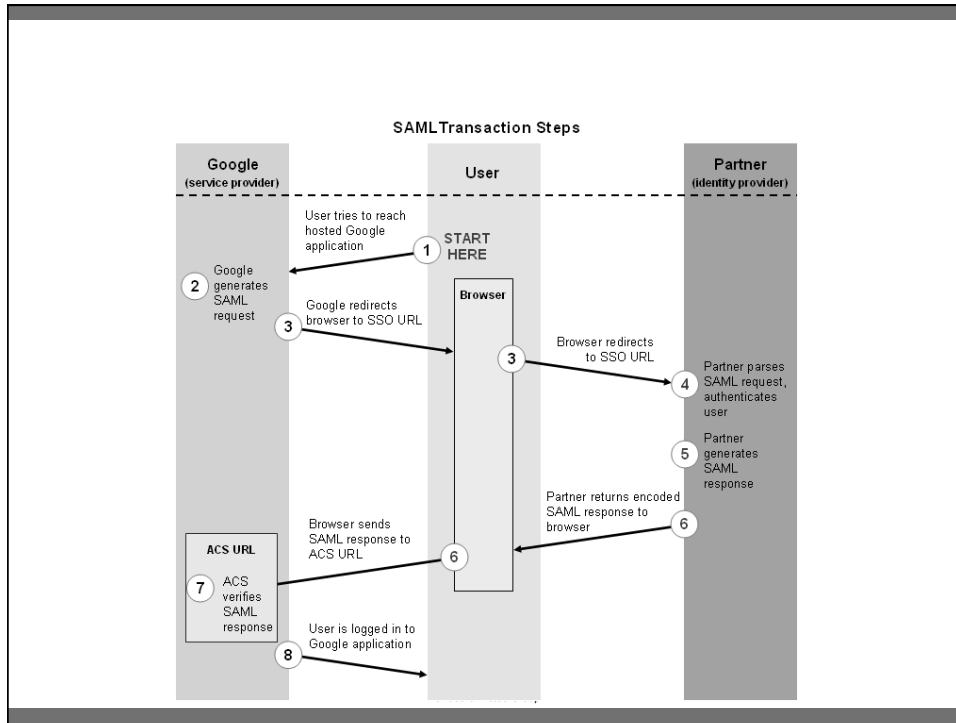 SAML Transaction Steps
Google
(service provider)
User
Partner
(identity provider)
User tries to reach
hosted Google
application
1
START
HERE
2
Google
generates
SAML
request
Browser
3
Google redirects
browser to SSO URL
3
Browser redirects
to SSO URL
4
Partner parses
SAML request,
authenticates
user
5
Partner
generates
SAML
response
Partner returns encoded
SAML response to
browser
6
Browser sends
SAML response to
ACS URL
6
ACS URL
7
ACS
verifies
SAML
response
8
User is logged in to
Google application